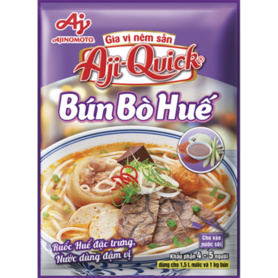 Aj
AJINOMOTO
Gia vị nêm sẵn
Aji-Quick®
Bún Bò Huế
Ruốc Huế đặc trưng,
Nước dùng đậm vị
Cho vào
nước sôi
Khẩu phần 4 - 5 người
dùng cho 1,5 L nước và 1 kg bún